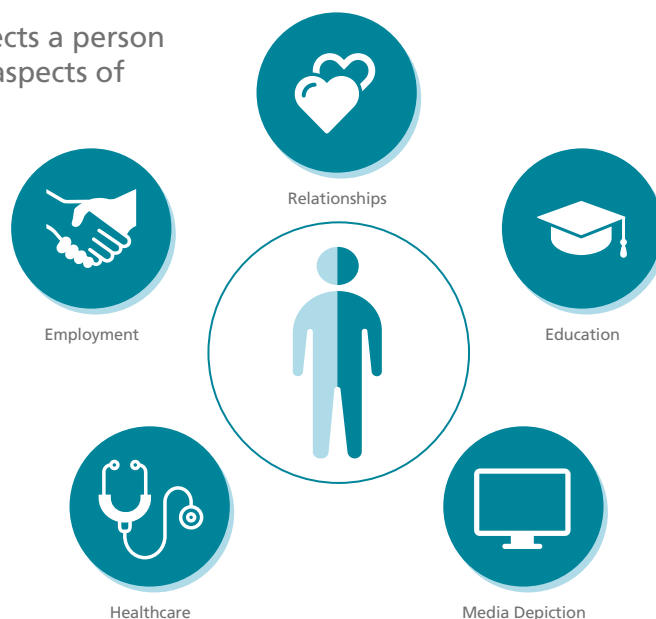 ects a person
aspects of
Relationships
Employment
Education
Healthcare
Media Depiction